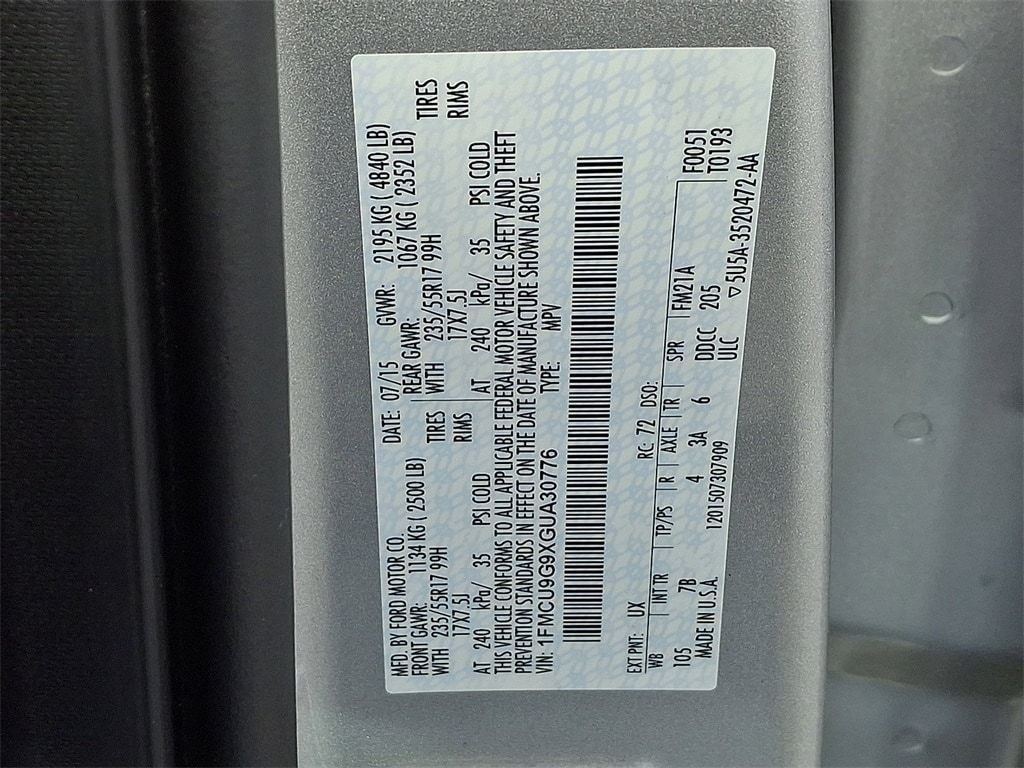 MFD. BY FORD MOTOR CO. DATE: 07/15 GVWR: 2195 KG ( 4840 LB)
FRONT GAWR: 1134 KG ( 2500 LB) REAR GAWR: 1067 KG ( 2352 LB)
WITH 235/55R17 99H TIRES WITH 235/55R17 99H TIRES
17X7.5J RIMS 17X7.5J RIMS
AT 240 kPa/ 35 PSI COLD AT 240 kPa/ 35 PSI COLD
THIS VEHICLE CONFORMS TO ALL APPLICABLE FEDERAL MOTOR VEHICLE SAFETY AND THEFT
PREVENTION STANDARDS IN EFFECT ON THE DATE OF MANUFACTURE SHOWN ABOVE.
VIN: 1FMCU9G9XGUA30776 TYPE: MPV
EXT PNT: UX RC: 72 DSO: F0051
WB INTTR TP/PS R AXLE TR SPR FM21A T0193
105 7B 4 3A 6 DDCC 205
MADE IN U.S.A. 1201507307909 ULC ▽5U5A-3520472-AA